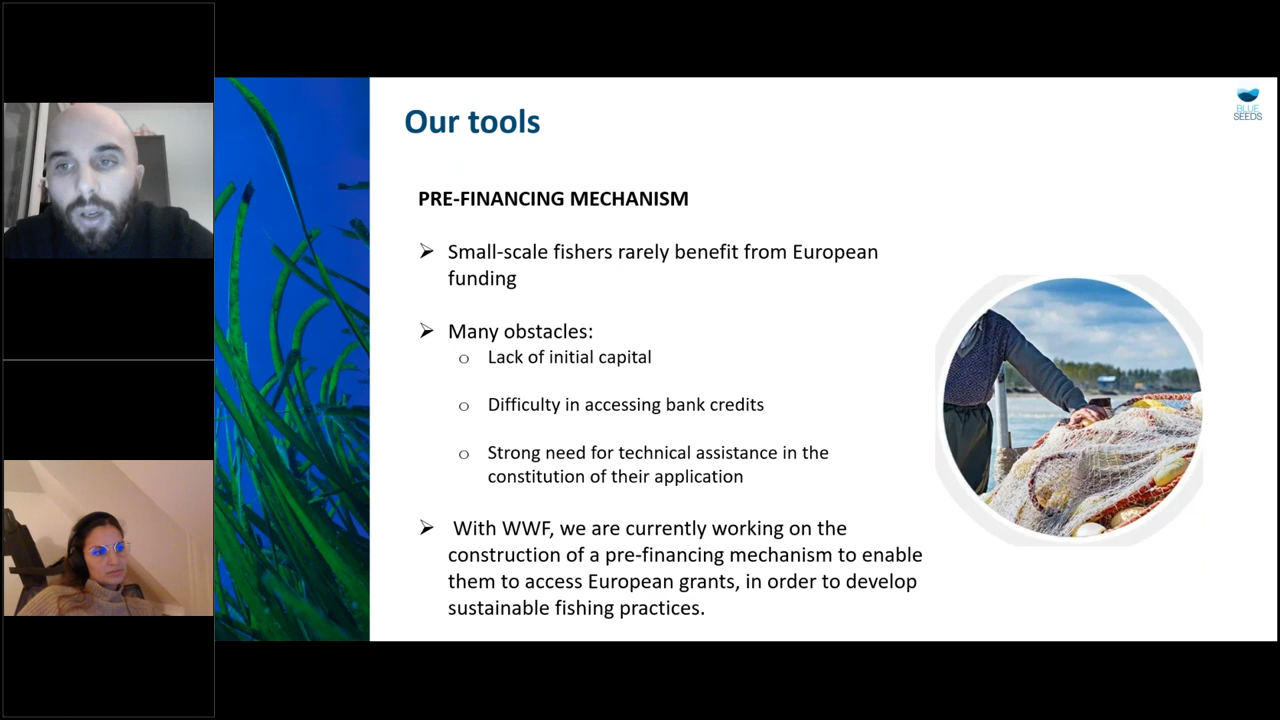 Our tools
BLUE
SEEDS
PRE-FINANCING MECHANISM
➢ Small-scale fishers rarely benefit from European
funding
➢ Many obstacles:
o Lack of initial capital
o Difficulty in accessing bank credits
o Strong need for technical assistance in the
constitution of their application
➢ With WWF, we are currently working on the
construction of a pre-financing mechanism to enable
them to access European grants, in order to develop
sustainable fishing practices.